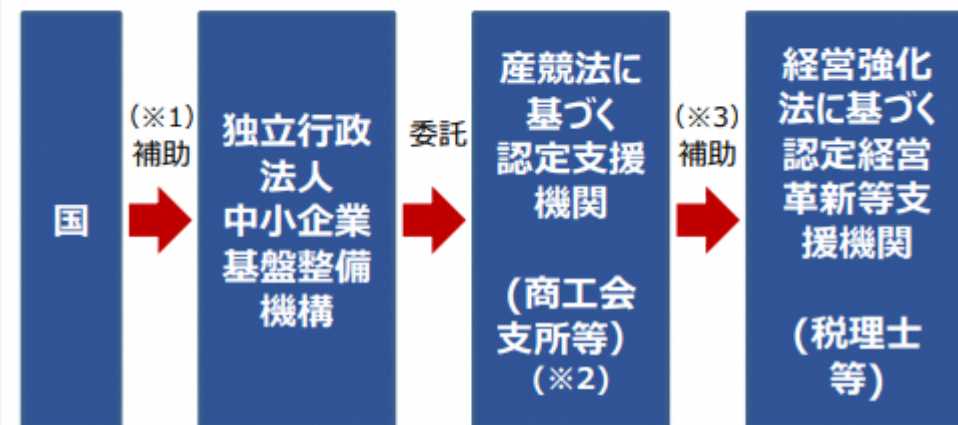 国
（※1）
補助
独立行政
法人
中小企業
基盤整備
機構
委託
産競法に
基づく
認定支援
機関
(商工会
支所等）
（※2）
（※3）
補助
経営強化
法に基づく
認定経営
革新等支
援機関
(税理士
等)